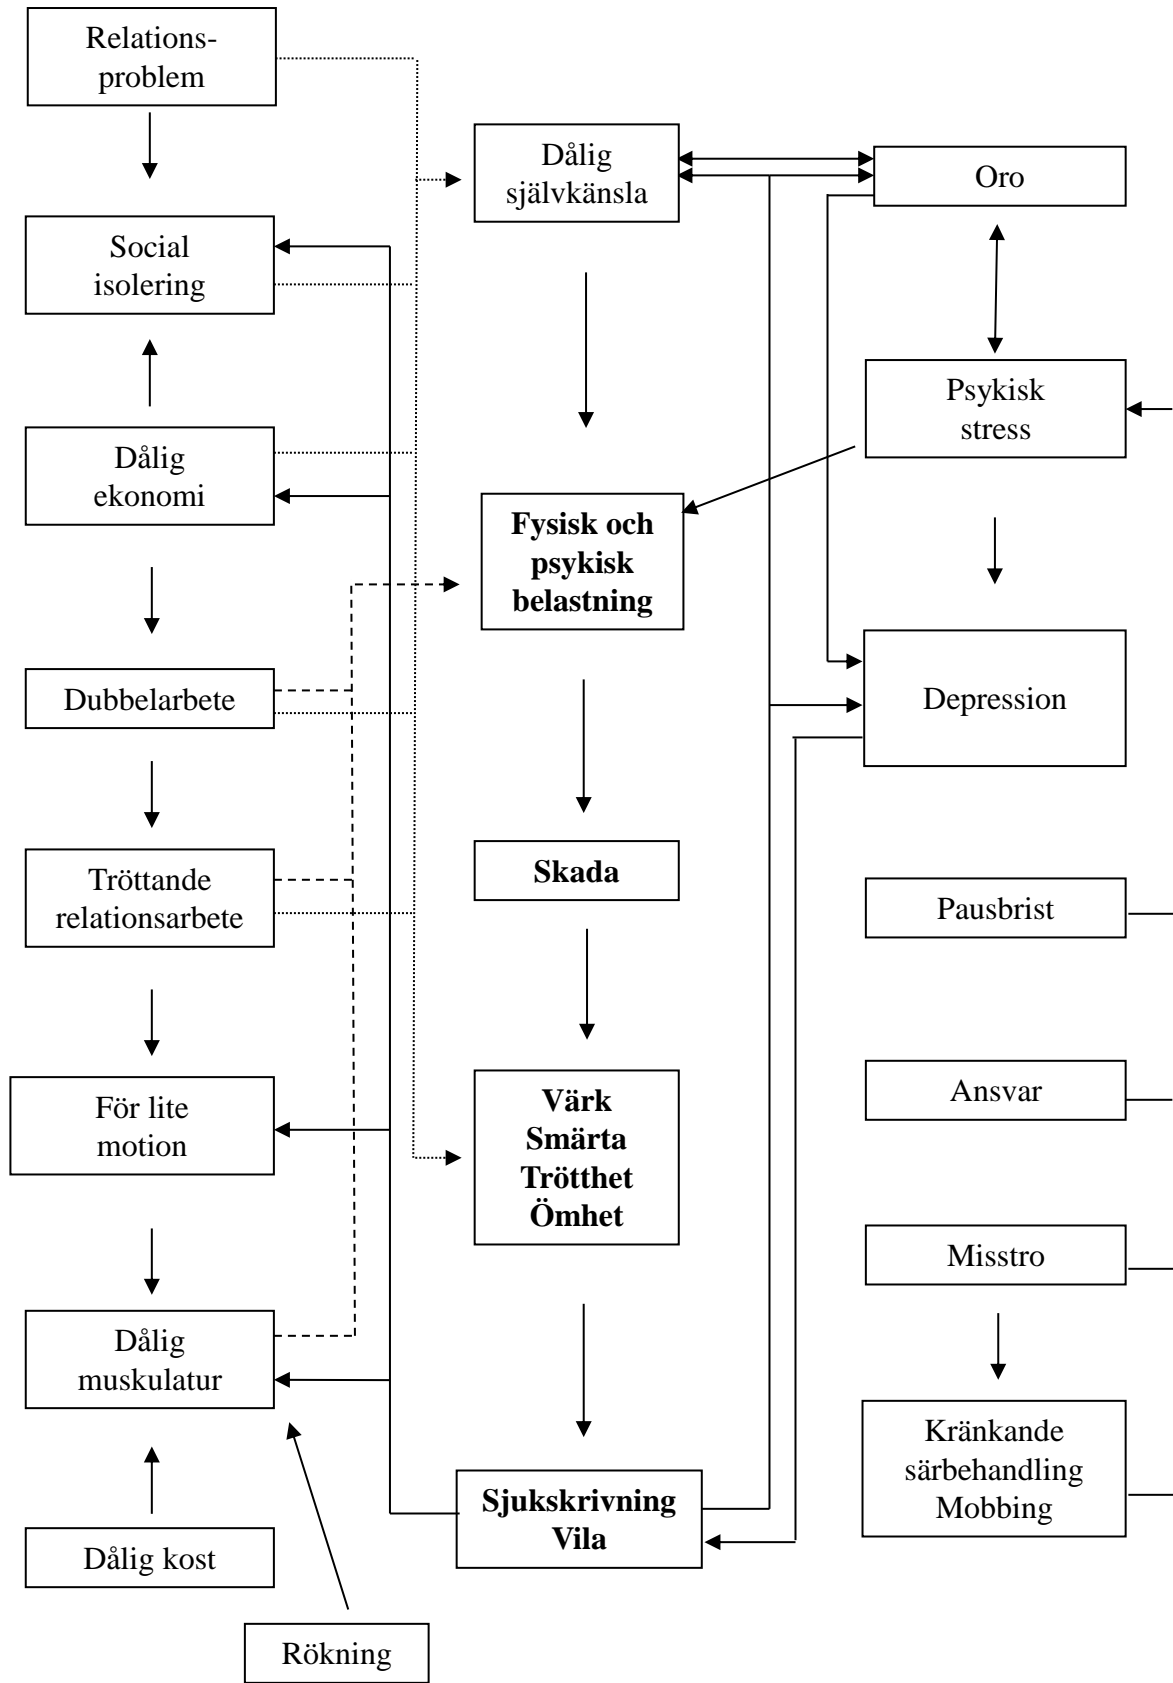 Relations-
problem
Social
isolering
Dålig
ekonomi
Dubbelarbete
Tröttande
relationsarbete
För lite
motion
Dålig
muskulatur
Dålig kost
Rökning
Dålig
självkänsla
Fysisk och
psykisk
belastning
Skada
Värk
Smärta
Trötthet
Ömhet
Sjukskrivning
Vila
Oro
Psykisk
stress
Depression
Pausbrist
Ansvar
Misstro
Kränkande
särbehandling
Mobbing